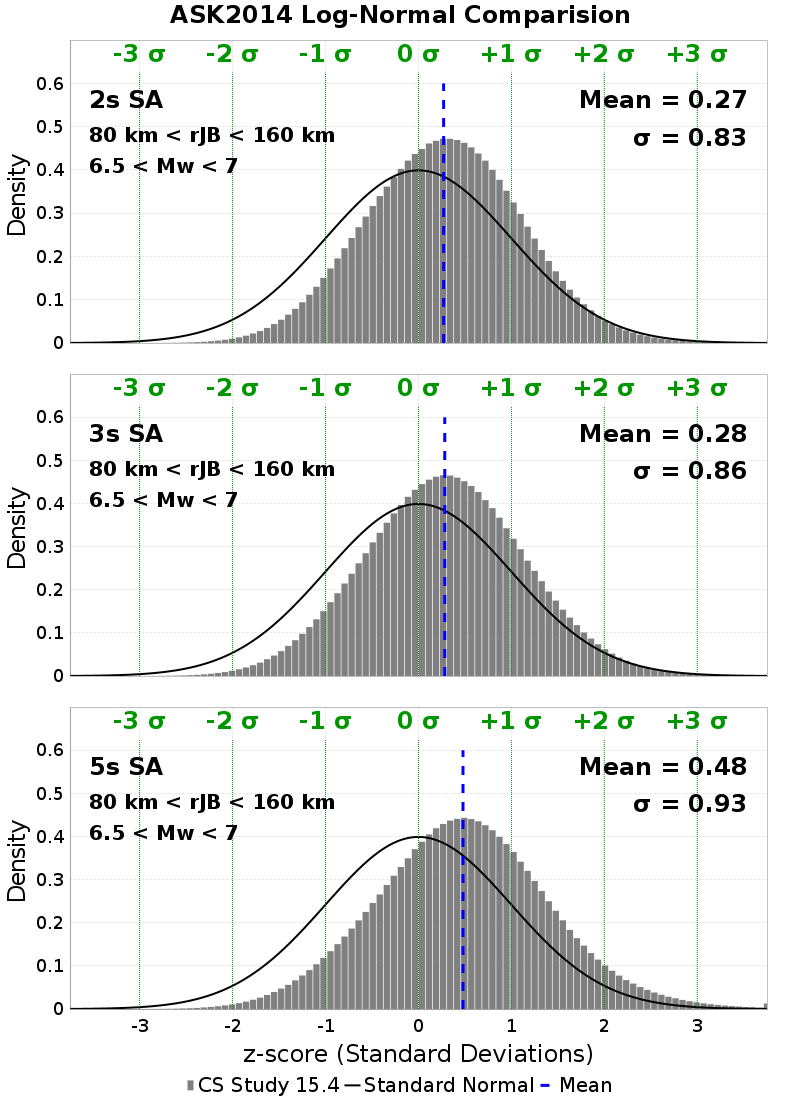 ASK2014 Log-Normal Comparision
-3 σ -2 σ -1 σ 0 σ +1 σ +2 σ +3 σ
0.6
2s SA Mean = 0.27
0.5
80 km < rJB < 160 km σ = 0.83
6.5 < Mw < 7
0.4
0.3
0.2
0.1
0
Density
-3 σ -2 σ -1 σ 0 σ +1 σ +2 σ +3 σ
0.6
3s SA Mean = 0.28
0.5
80 km < rJB < 160 km σ = 0.86
6.5 < Mw < 7
0.4
0.3
0.2
0.1
0
Density
-3 σ -2 σ -1 σ 0 σ +1 σ +2 σ +3 σ
0.6
5s SA Mean = 0.48
0.5
80 km < rJB < 160 km σ = 0.93
6.5 < Mw < 7
0.4
0.3
0.2
0.1
0
Density
-3 -2 -1 0 1 2 3
z-score (Standard Deviations)
CS Study 15.4 Standard Normal Mean